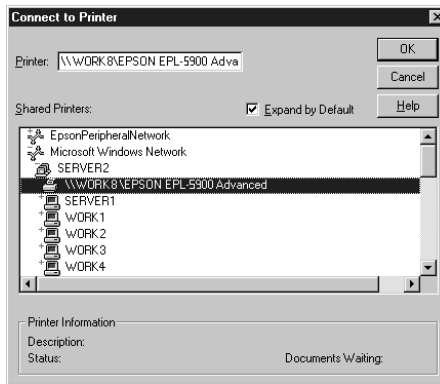 Connect to Printer
Printer: \\WORK8\EPSON EPL-5900 Adva
OK
Cancel
Help
Shared Printers:
Expand by Default
EpsonPeripheralNetwork
Microsoft Windows Network
SERVER2
\\WORK8\EPSON EPL-5900 Advanced
SERVER1
WORK1
WORK2
WORK3
WORK4
Printer Information
Description:
Status: Documents Waiting: